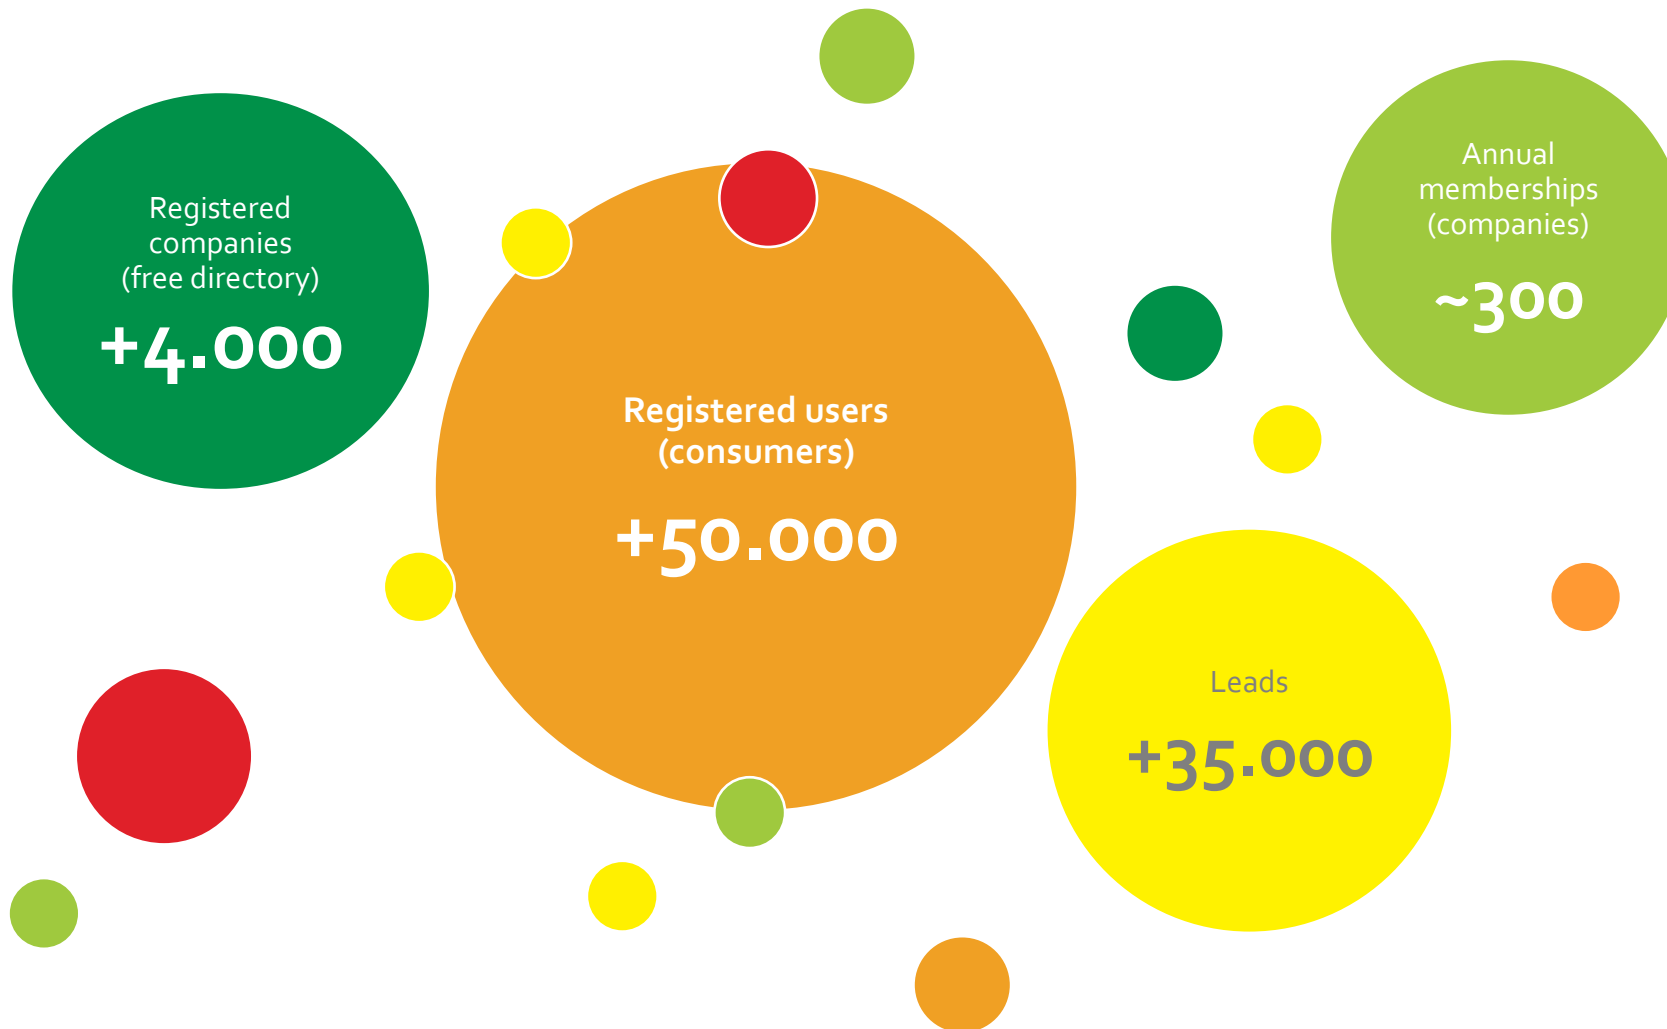 Registered
companies
(free directory)
+4.000
Registered users
(consumers)
+50.000
Annual
memberships
(companies)
~300
Leads
+35.000